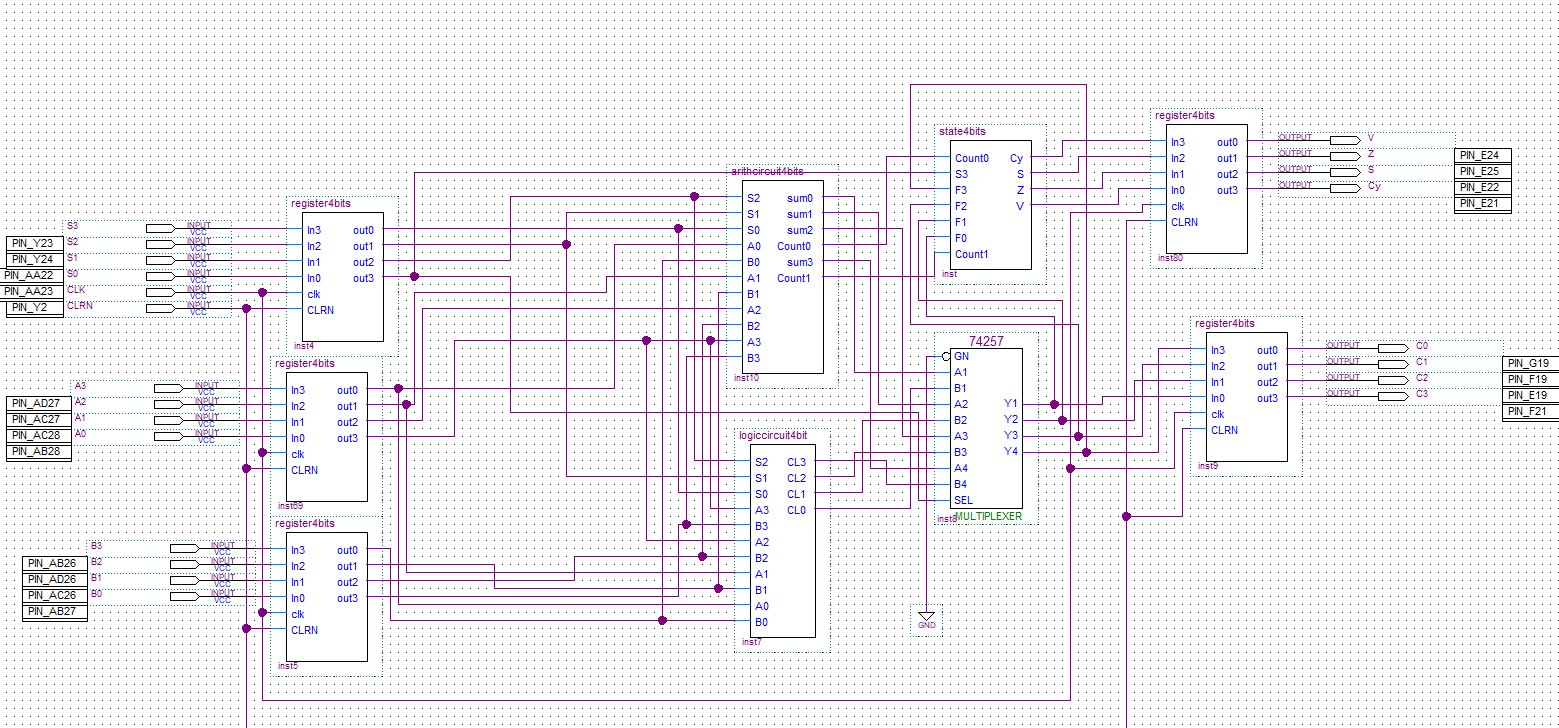 state4bits
Count0 Cy
S3 S
F3 Z
F2 V
F1
F0
Count1
inst
register4bits
In3 out0
In2 out1
In1 out2
In0 out3
clk
CLRN
inst80
OUTPUT V
OUTPUT Z
OUTPUT S
OUTPUT Cy
PIN_E24
PIN_E25
PIN_E22
PIN_E21
arithcircuit4bits
S2 sum0
S1 sum1
S0 sum2
A0 Count0
B0 sum3
A1 Count1
B1
A2
B2
A3
B3
inst10
S3 INPUT VCC
S2 INPUT VCC
S1 INPUT VCC
S0 INPUT VCC
CLK INPUT VCC
CLRN INPUT VCC
PIN_Y23
PIN_Y24
PIN_AA22
PIN_AA23
PIN_Y2
register4bits
In3 out0
In2 out1
In1 out2
In0 out3
clk
CLRN
inst4
A3 INPUT VCC
A2 INPUT VCC
A1 INPUT VCC
A0 INPUT VCC
PIN_AD27
PIN_AC27
PIN_AC28
PIN_AB28
register4bits
In3 out0
In2 out1
In1 out2
In0 out3
clk
CLRN
inst69
74257
GN
A1
B1
A2 Y1
B2 Y2
A3 Y3
B3 Y4
A4
B4
SEL
inst8
MULTIPLEXER
register4bits
In3 out0
In2 out1
In1 out2
In0 out3
clk
CLRN
inst9
OUTPUT C0
OUTPUT C1
OUTPUT C2
OUTPUT C3
PIN_G19
PIN_F19
PIN_E19
PIN_F21
logiccircuit4bit
S2 CL3
S1 CL2
S0 CL1
A3 CL0
B3
A2
B2
A1
B1
A0
B0
inst7
B3 INPUT VCC
B2 INPUT VCC
B1 INPUT VCC
B0 INPUT VCC
PIN_AB26
PIN_AD26
PIN_AC26
PIN_AB27
register4bits
In3 out0
In2 out1
In1 out2
In0 out3
clk
CLRN
inst5
GND